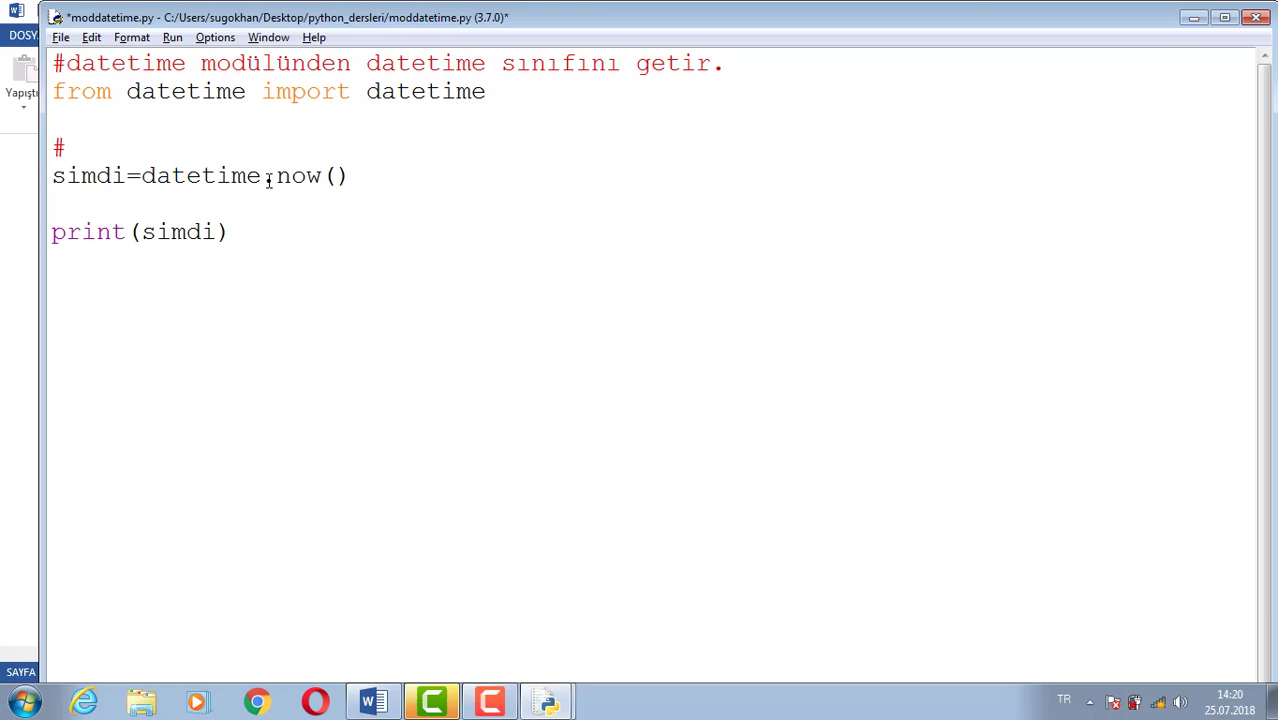 *moddatetime.py - C:/Users/sugokhan/Desktop/python_dersleri/moddatetime.py (3.7.0)*
DOSY
File Edit Format Run Options Window Help
#datetime modülünden datetime sınıfını getir.
from datetime import datetime
Yapıştı
#
simdi=datetime.now()
print(simdi)
SAYFA
TR
14:20
25.07.2018